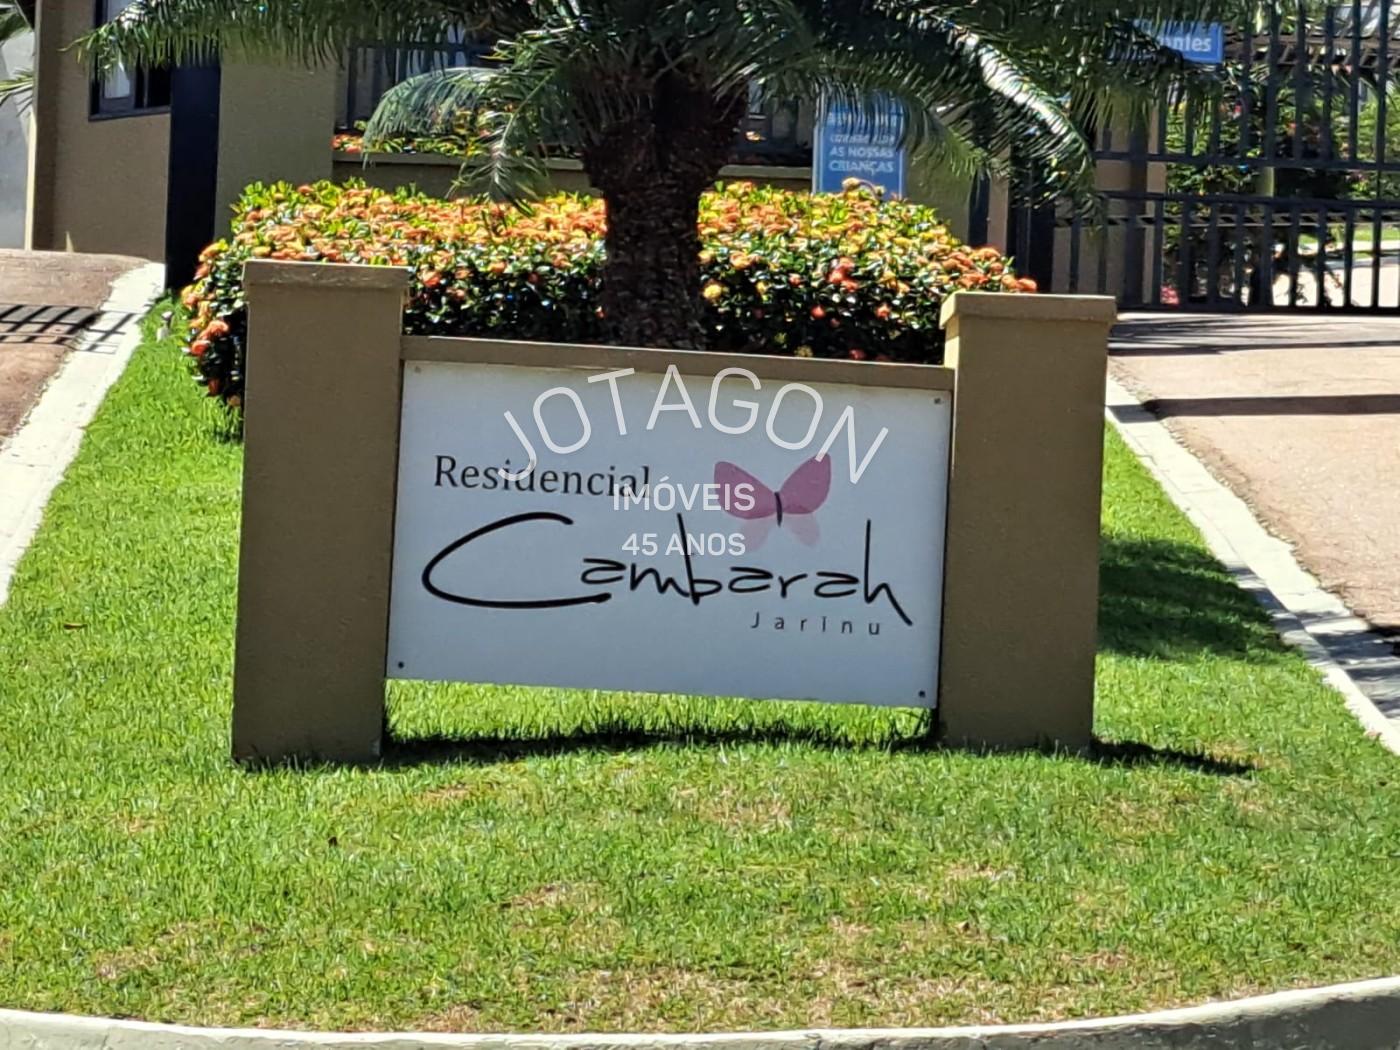 AS NOSSAS
CRIANÇAS
JOTAGON
Residencial
IMÓVEIS
45 ANOS
Cambarah
Jarinu